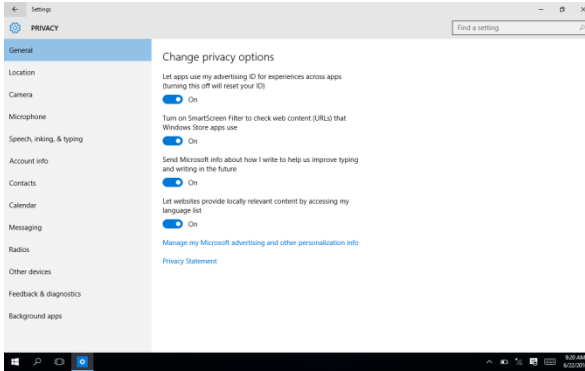 Settings
PRIVACY
Find a setting
General
Location
Camera
Microphone
Speech, inking, & typing
Account info
Contacts
Calendar
Messaging
Radios
Other devices
Feedback & diagnostics
Background apps
Change privacy options
Let apps use my advertising ID for experiences across apps
(turning this off will reset your ID)
On
Turn on SmartScreen Filter to check web content (URLs) that
Windows Store apps use
On
Send Microsoft info about how I write to help us improve typing
and writing in the future
On
Let websites provide locally relevant content by accessing my
language list
On
Manage my Microsoft advertising and other personalization info
Privacy Statement
9:20 AM
6/22/201